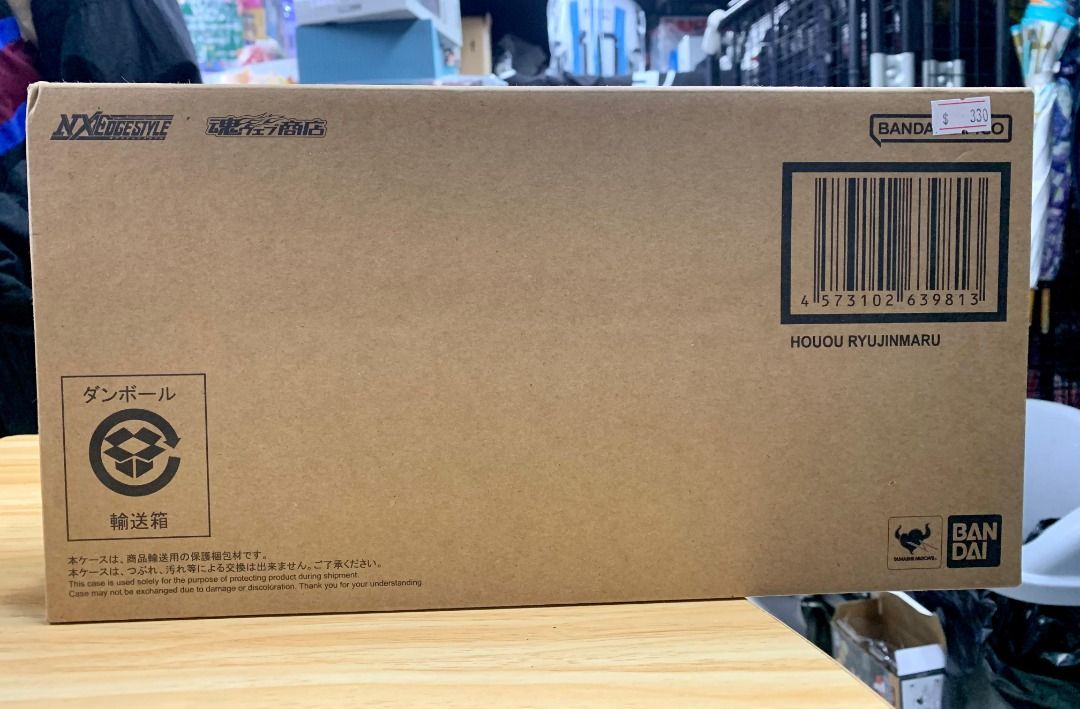 NXEDGE STYLE
魂ウェブ商店
BANDAI
$ 330
4 573102 639813
HOUOU RYUJINMARU
ダンボール
輸送箱
本ケースは、商品輸送用の保護梱包材です。
本ケースは、つぶれ、汚れ等による交換は出来ません。ご了承ください。
This case is used solely for the purpose of protecting product during shipment.
Case may not be exchanged due to damage or discoloration. Thank you for your understanding
TAMASHII NATIONS
BAN
DAI